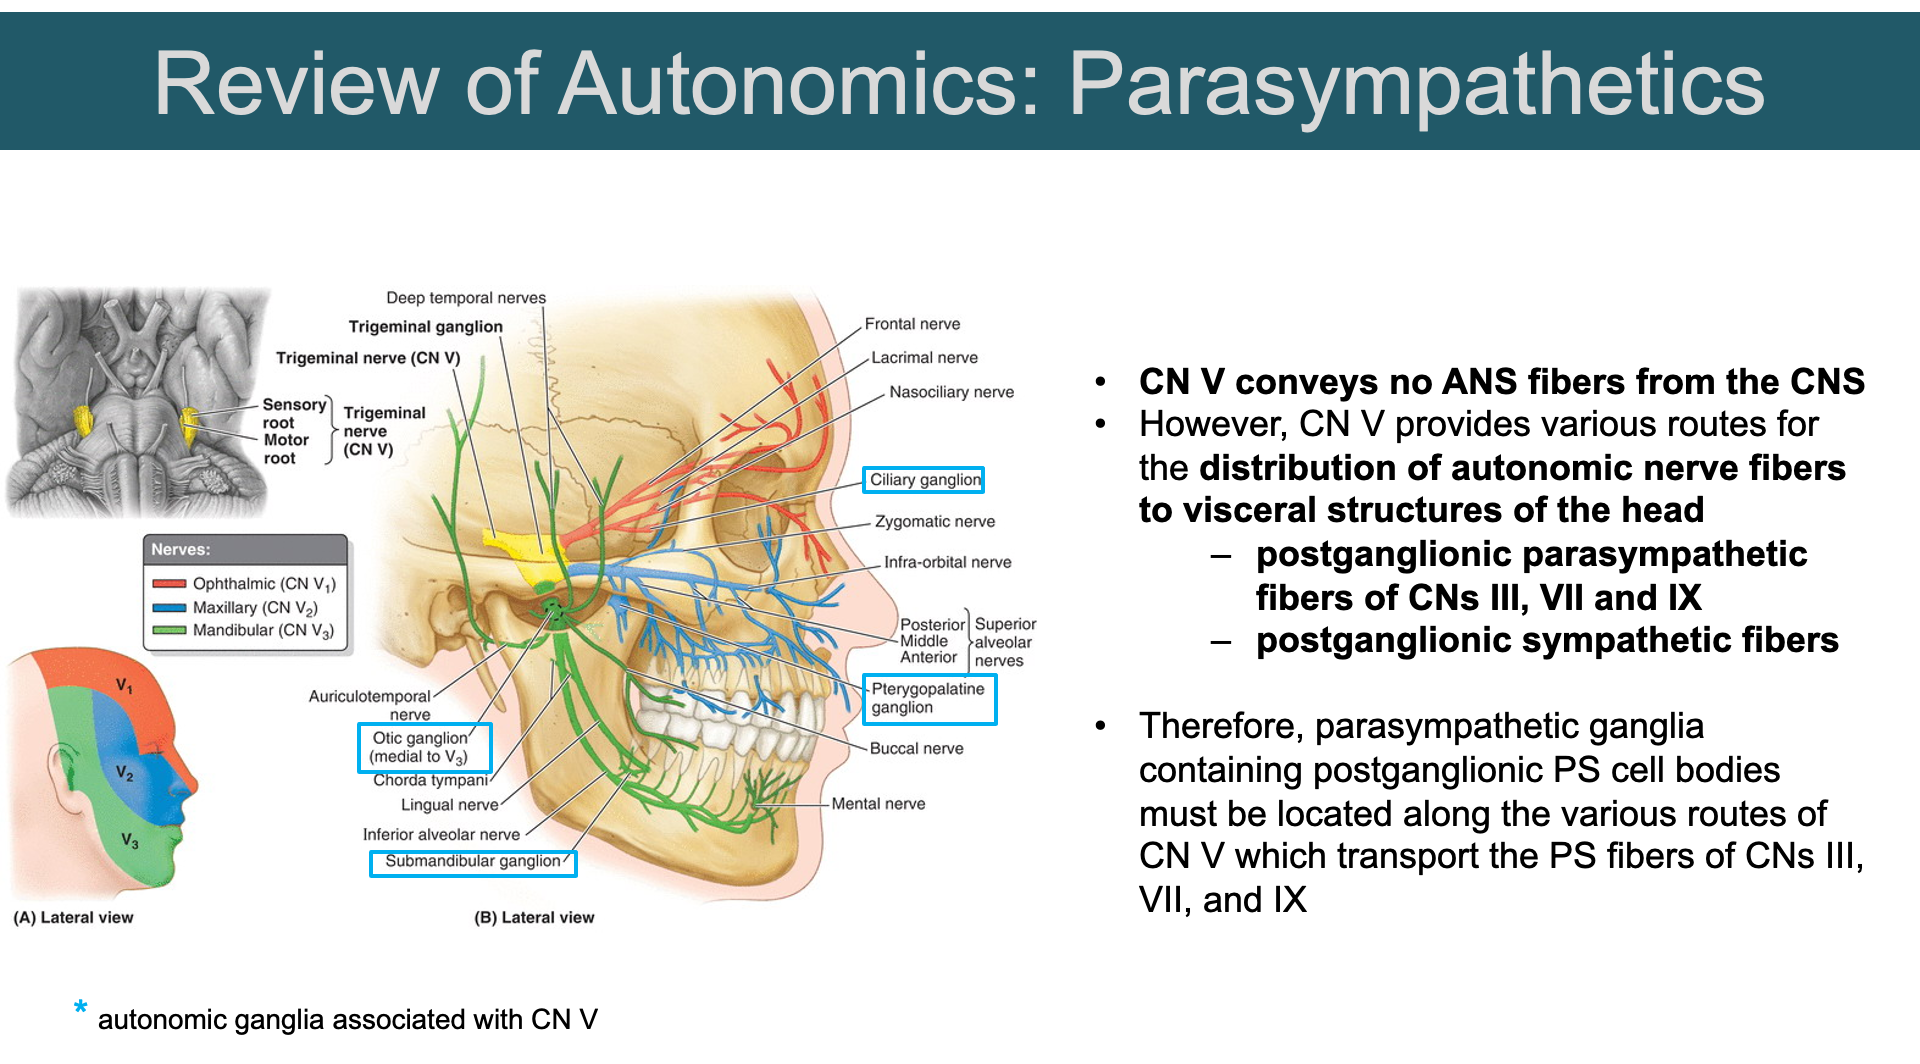 Review of Autonomics: Parasympathetics
Deep temporal nerves
Trigeminal ganglion
Trigeminal nerve (CN V)
Sensory
root
Motor
root
Trigeminal
nerve
(CN V)
Frontal nerve
Lacrimal nerve
Nasociliary nerve
Ciliary ganglion
Zygomatic nerve
Infra-orbital nerve
Posterior
Middle
Anterior
Superior
alveolar
nerves
Pterygopalatine
ganglion
Buccal nerve
Mental nerve
Nerves:
Ophthalmic (CN V₁)
Maxillary (CN V₂)
Mandibular (CN V₃)
V₁
V₂
V₃
Auriculotemporal
nerve
Otic ganglion
(medial to V₃)
Chorda tympani
Lingual nerve
Inferior alveolar nerve
Submandibular ganglion
(A) Lateral view
(B) Lateral view
• CN V conveys no ANS fibers from the CNS
• However, CN V provides various routes for
the distribution of autonomic nerve fibers
to visceral structures of the head
– postganglionic parasympathetic
fibers of CNs III, VII and IX
– postganglionic sympathetic fibers
• Therefore, parasympathetic ganglia
containing postganglionic PS cell bodies
must be located along the various routes of
CN V which transport the PS fibers of CNs III,
VII, and IX
* autonomic ganglia associated with CN V